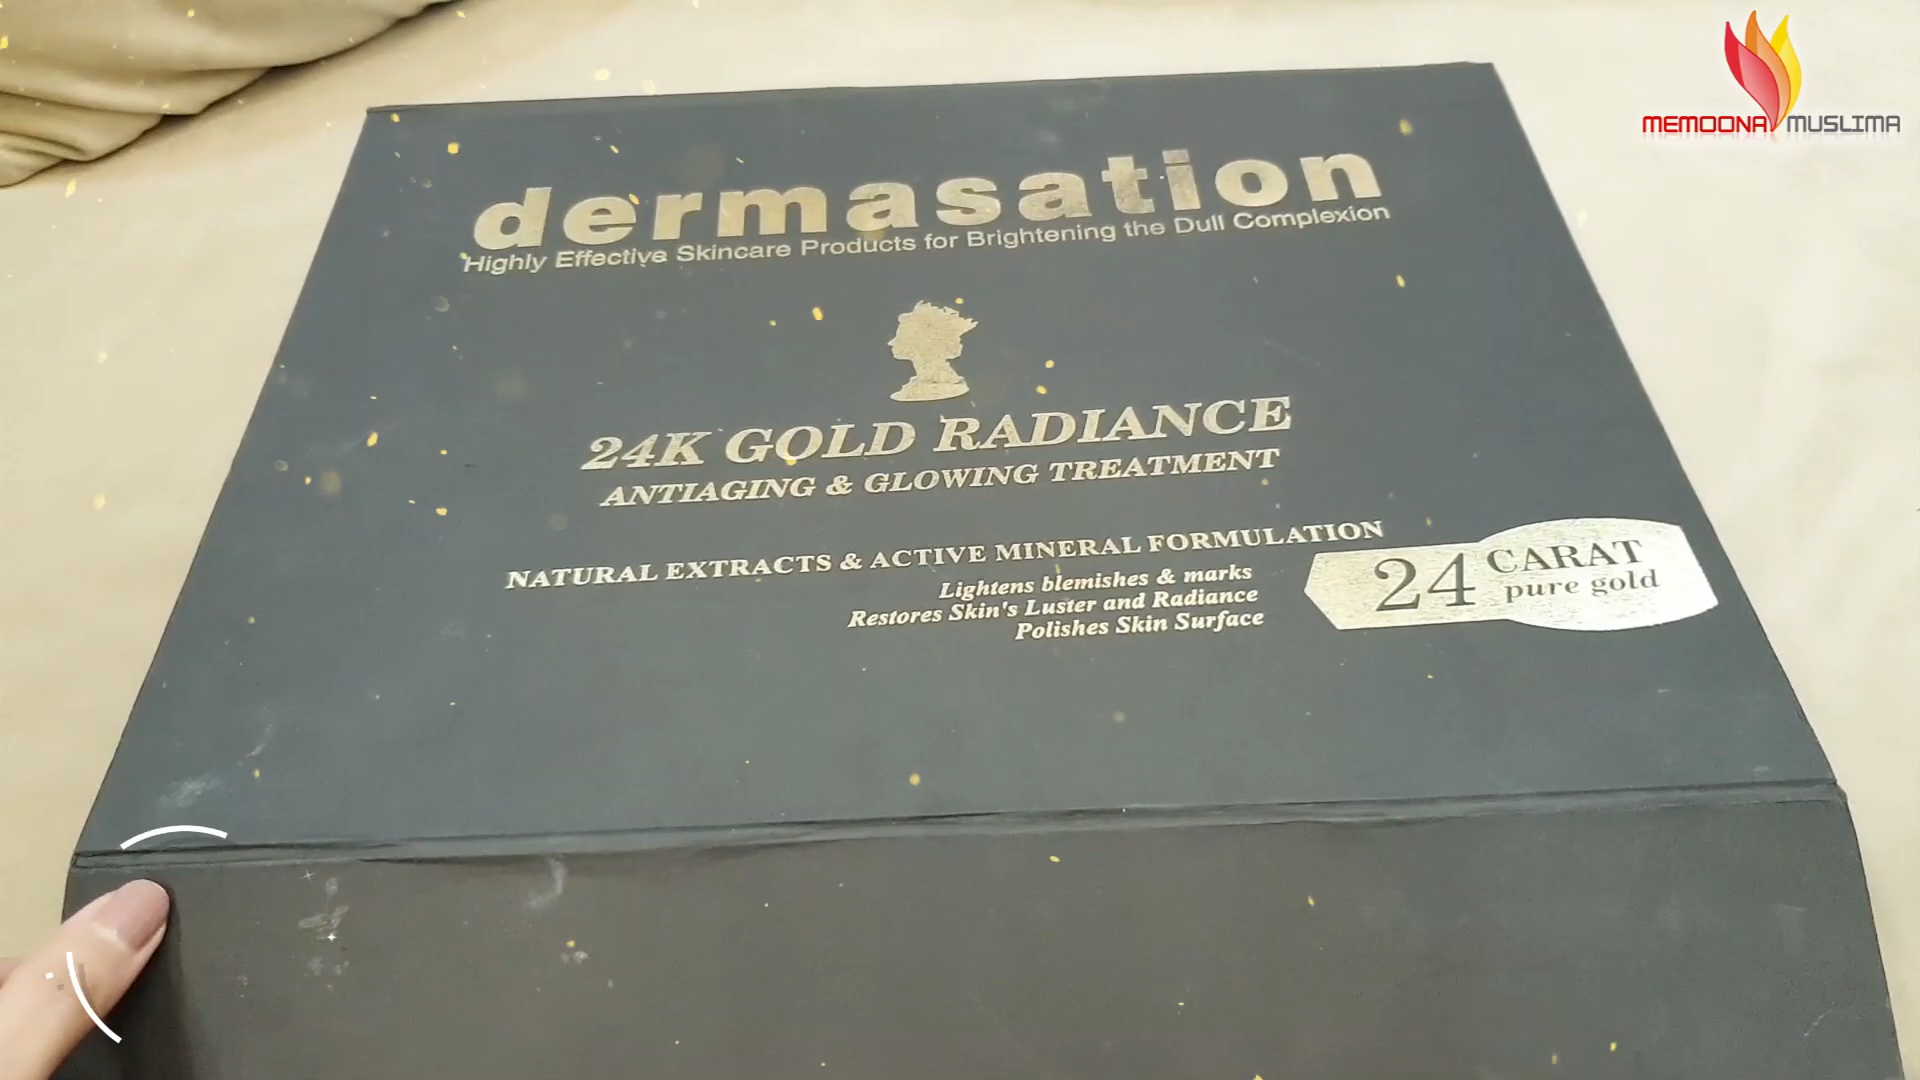 MEMOONA MUSLIMA
dermasation
Highly Effective Skincare Products for Brightening the Dull Complexion
24K GOLD RADIANCE
ANTIAGING & GLOWING TREATMENT
NATURAL EXTRACTS & ACTIVE MINERAL FORMULATION
Lightens blemishes & marks
Restores Skin's Luster and Radiance
Polishes Skin Surface
24 CARAT
pure gold